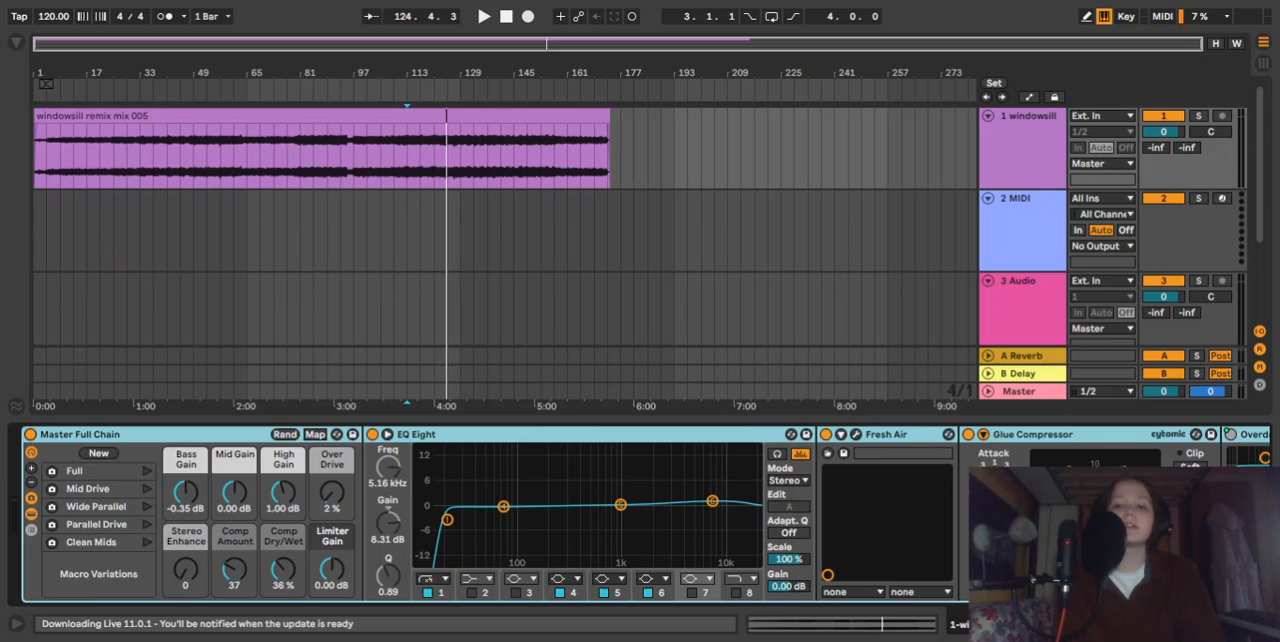 Tap 120.00 4 / 4 1 Bar 124. 4. 3 3. 1. 1 4. 0. 0 Key MIDI 7 %
H W
1 17 33 49 65 81 97 113 129 145 161 177 193 209 225 241 257 273
Set
windowsill remix mix 005
1 windowsill Ext. In 1 S
1/2 0 C
In Auto Off -inf -inf
Master
2 MIDI All Ins 2 S
All Channe
In Auto Off
No Output
3 Audio Ext. In 3 S
1 0 C
In Auto Off -inf -inf
Master
A Reverb A S Post
B Delay B S Post
4/1 Master 1/2 0 0
0:00 1:00 2:00 3:00 4:00 5:00 6:00 7:00 8:00 9:00
Master Full Chain Rand Map
New
Full
Mid Drive
Wide Parallel
Parallel Drive
Clean Mids
Macro Variations
Bass Gain Mid Gain High Gain Over Drive
-0.35 dB 0.00 dB 1.00 dB 2 %
Stereo Enhance Comp Amount Comp Dry/Wet Limiter Gain
0 37 36 % 0.00 dB
EQ Eight
Freq
5.16 kHz
Gain
8.31 dB
Q
0.89
12
6
0
-6
-12
100 1k 10k
1 2 3 4 5 6 7 8
Mode
Stereo
Edit
A
Adapt. Q
Off
Scale
100 %
Gain
0.00 dB
Fresh Air
none none
Glue Compressor cytomic
Attack
10
Clip
Soft
Overd
Downloading Live 11.0.1 - You'll be notified when the update is ready
1-wi